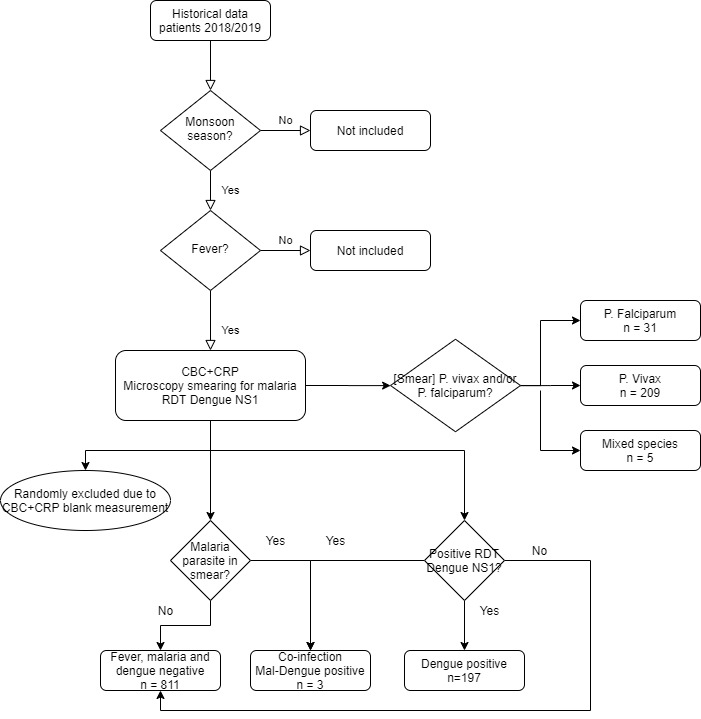 Historical data
patients 2018/2019
Monsoon
season?
No
Not included
Yes
Fever?
No
Not included
Yes
CBC+CRP
Microscopy smearing for malaria
RDT Dengue NS1
[Smear] P. vivax and/or
P. falciparum?
P. Falciparum
n = 31
P. Vivax
n = 209
Mixed species
n = 5
Randomly excluded due to
CBC+CRP blank measurement
Malaria
parasite in
smear?
Yes
Yes
Positive RDT
Dengue NS1?
No
No
Yes
Fever, malaria and
dengue negative
n = 811
Co-infection
Mal-Dengue positive
n = 3
Dengue positive
n=197